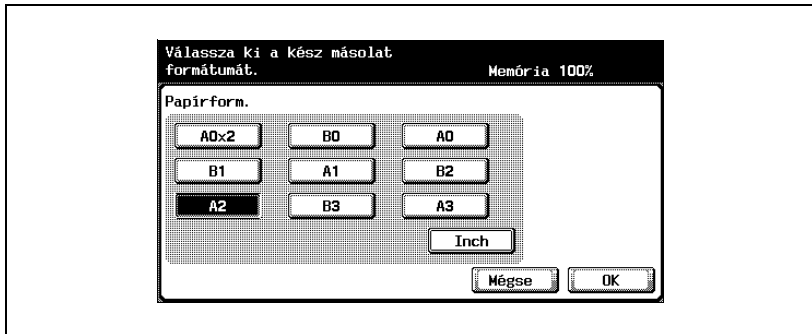 Válassza ki a kész másolat
formátumát.
Memória 100%
Papírform.
A0x2 B0 A0
B1 A1 B2
A2 B3 A3
Inch
Mégse OK